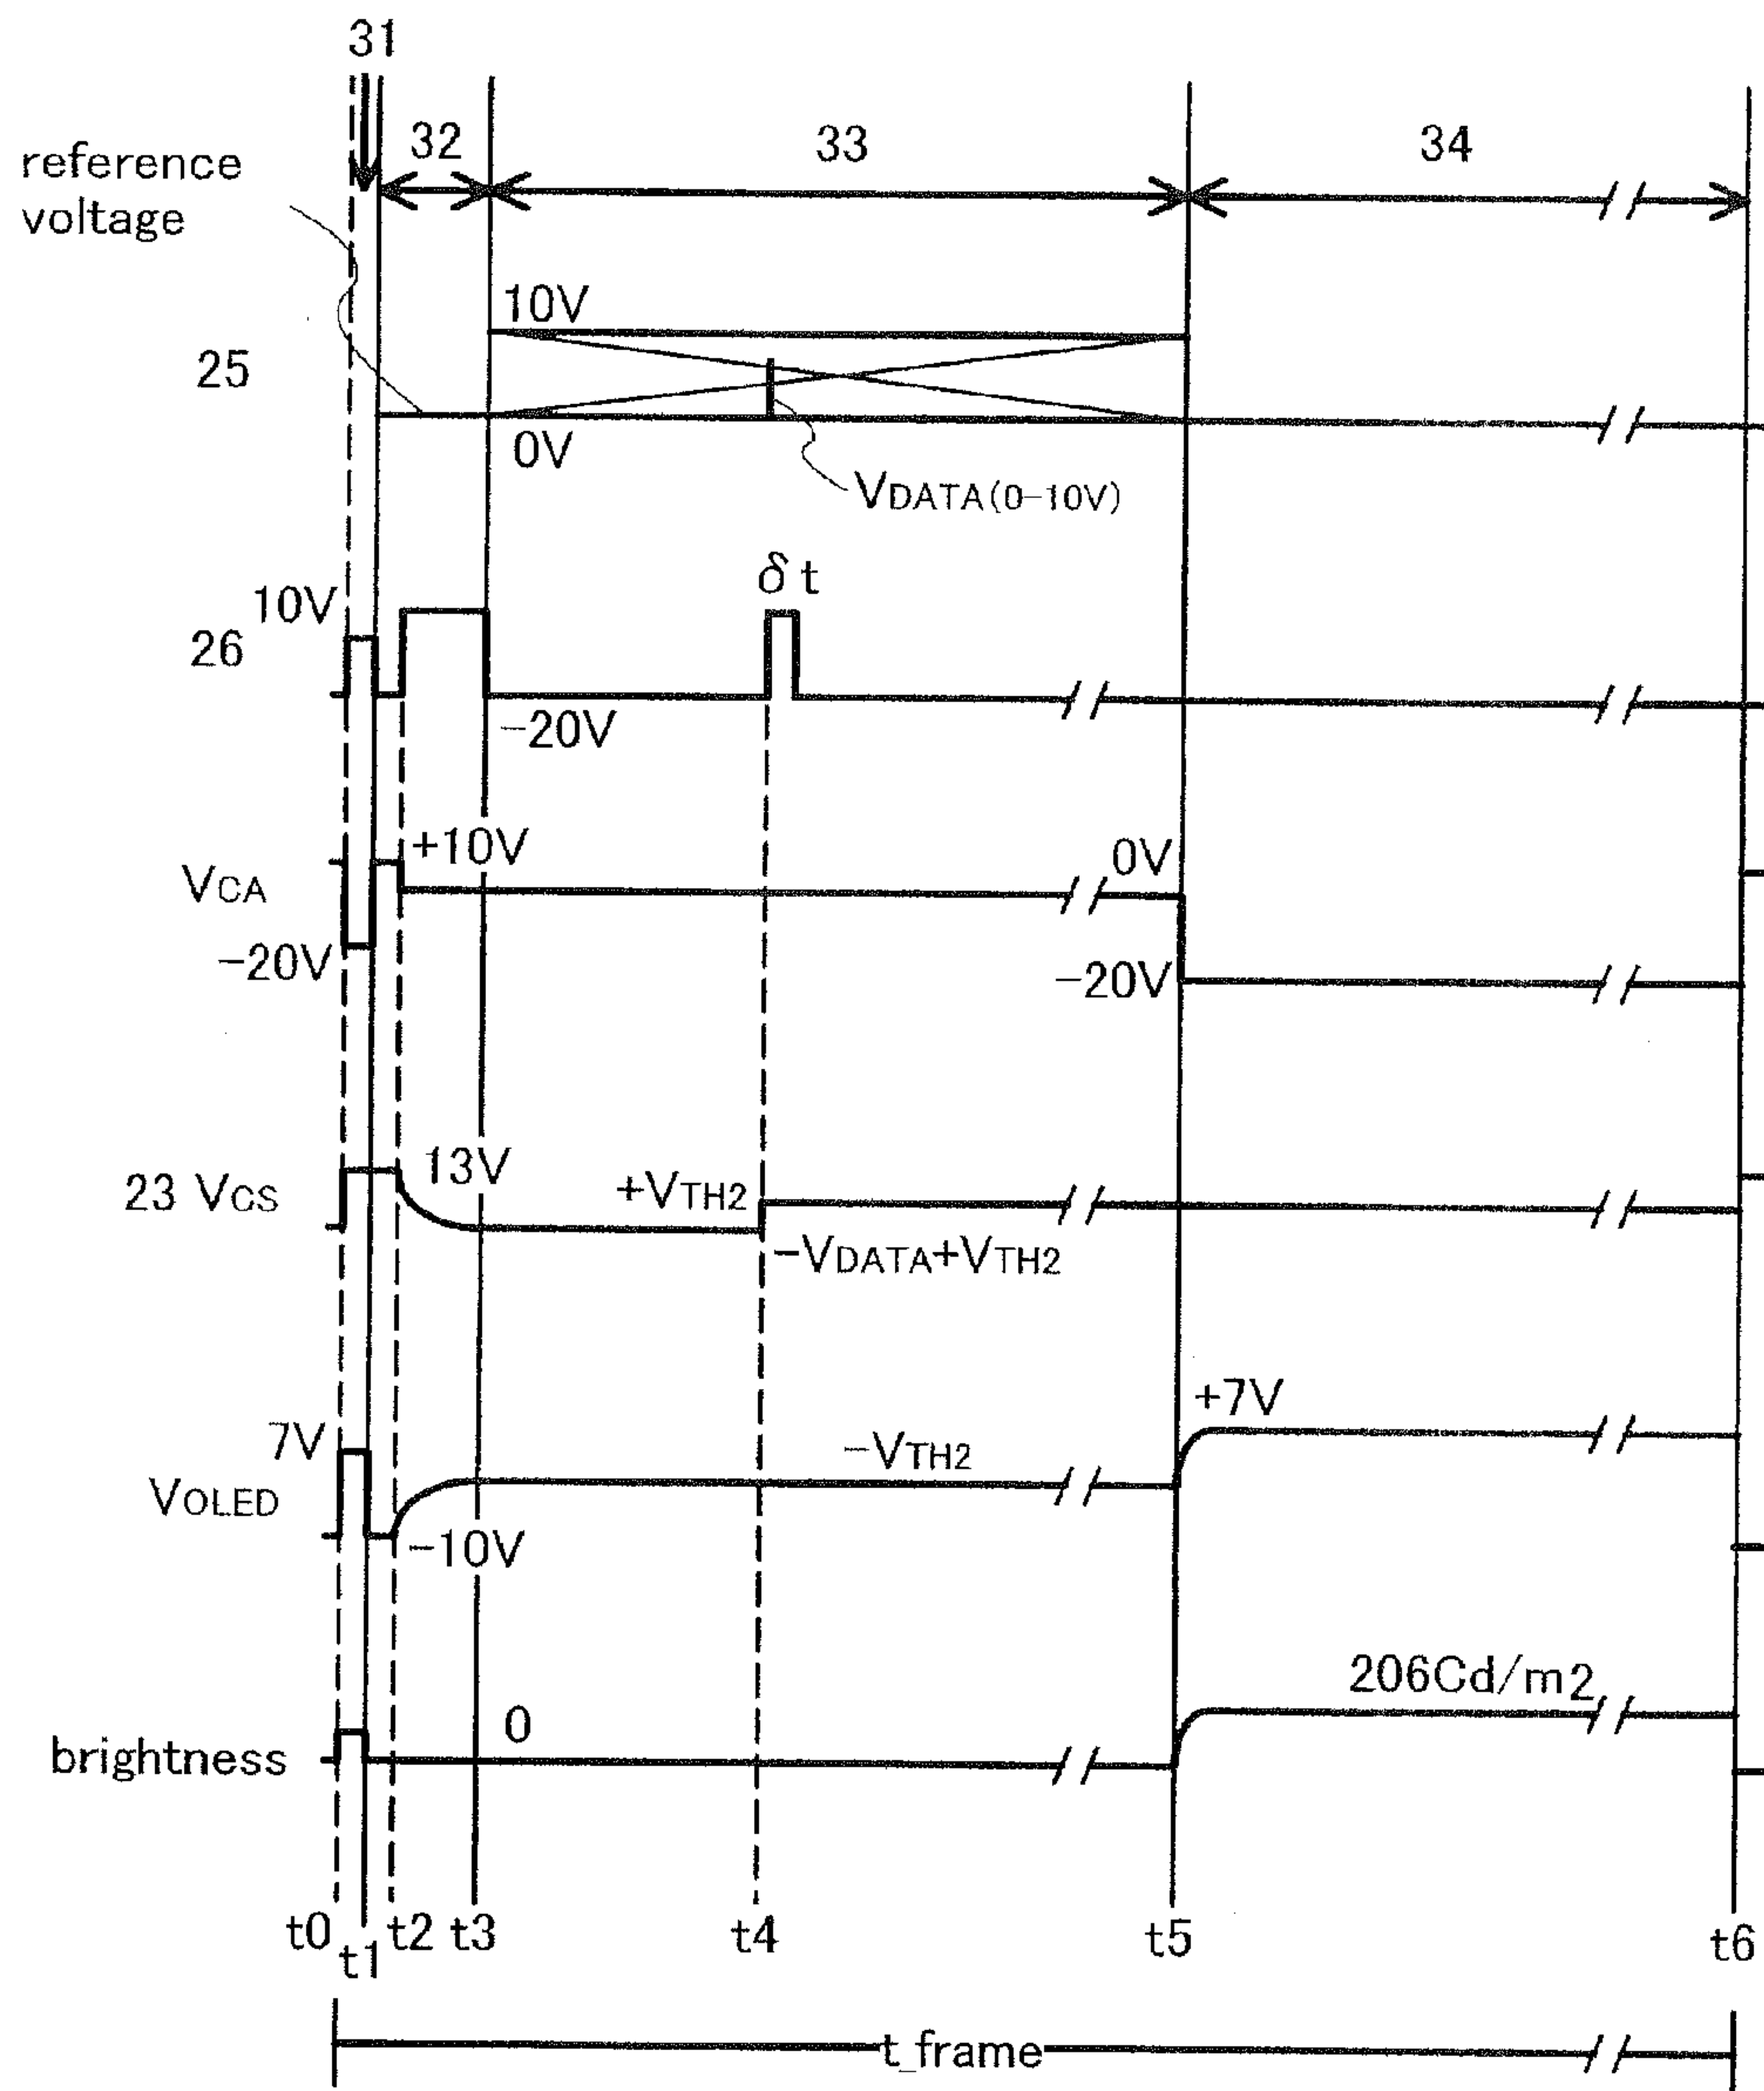 31
reference
voltage
32
33
34
10V
25
0V
VDATA(0-10V)
δt
10V
26
-20V
+10V
0V
VCA
-20V
-20V
13V
+VTH2
23 VCS
-VDATA+VTH2
+7V
7V
-VTH2
VOLED
-10V
206Cd/m2
0
brightness
t0
t1
t2
t3
t4
t5
t6
t_frame